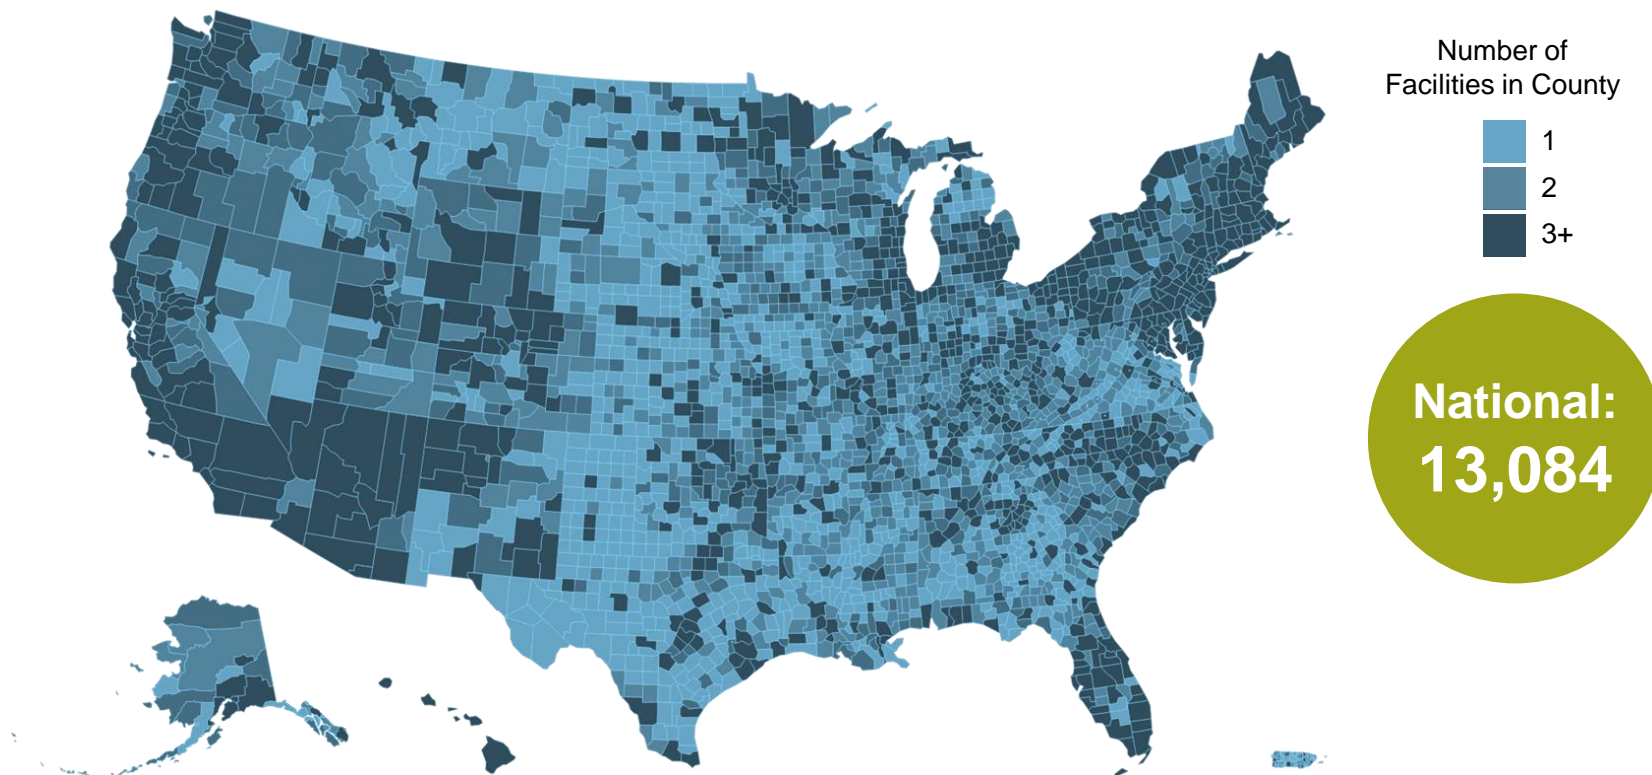 Number of
Facilities in County
1
2
3+
National:
13,084